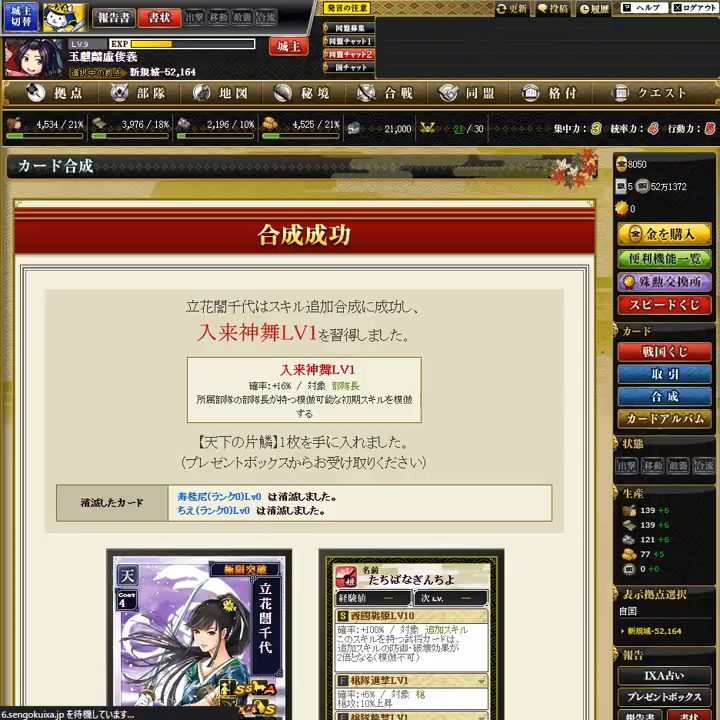 城主
切替
報告書
書状
出撃
移動
敵襲
合流
発言の注意
更新
投稿
履歴
ヘルプ
ログアウト
LV.9
EXP
城主
玉麒麟盧俊義
選択中の拠点
新規城-52,164
同盟募集
同盟チャット1
同盟チャット2
国チャット
拠点
部隊
地図
秘境
合戦
同盟
格付
クエスト
4,534 / 21%
3,976 / 18%
2,196 / 10%
4,525 / 21%
21,000
21 / 30
集中力：3
統率力：4
行動力：5
カード合成
合成成功
立花誾千代はスキル追加合成に成功し、
入来神舞LV1を習得しました。
入来神舞LV1
確率：+16% / 対象 部隊長
所属部隊の部隊長が持つ模倣可能な初期スキルを模倣
する
【天下の片鱗】1枚を手に入れました。
(プレゼントボックスからお受け取りください)
消滅したカード
寿桂尼(ランク0)Lv0 は消滅しました。
ちえ(ランク0)Lv0 は消滅しました。
天
極限突破
Cost
4
立花誾千代
名前
たちばなぎんちよ
経験値
次 LV.
S 西國戦姫LV10
確率：+100% / 対象 追加スキル
このスキルを持つ武将カードは、
追加スキルの防御・破壊効果が
2倍となる(模倣不可)
F 槍隊進撃LV1
確率：+5% / 対象 槍
槍攻：10%上昇
8050
5
52万1372
0
金を購入
便利機能一覧
殊勲交換所
スピードくじ
カード
戦国くじ
取引
合成
カードアルバム
状態
出撃
移動
敵襲
合流
生産
139 +6
139 +6
121 +6
77 +5
0 +0
表示拠点選択
自国
新規城-52,164
報告
IXA占い
プレゼントボックス
報告書
書状
6.sengokuixa.jp を待機しています...